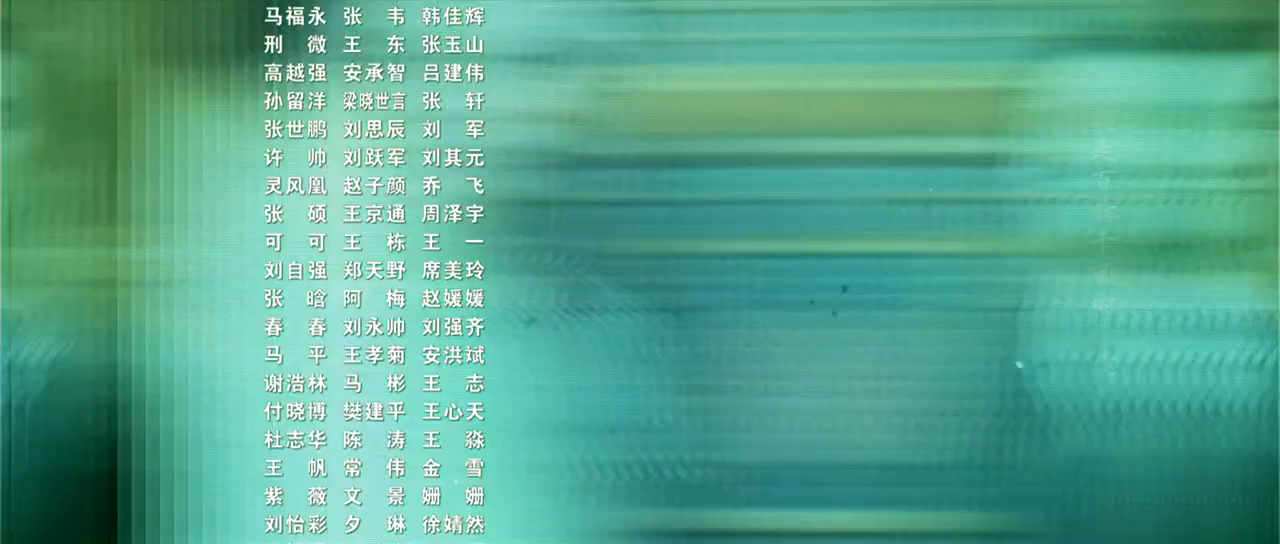 马福永 张 韦 韩佳辉
刑 微 王 东 张玉山
高越强 安承智 吕建伟
孙留洋 梁晓世言 张 轩
张世鹏 刘思辰 刘 军
许 帅 刘跃军 刘其元
灵风凰 赵子颜 乔 飞
张 硕 王京通 周泽宇
可 可 王 栋 王 一
刘自强 郑天野 席美玲
张 晗 阿 梅 赵媛媛
春 春 刘永帅 刘强齐
马 平 王孝菊 安洪斌
谢浩林 马 彬 王 志
付晓博 樊建平 王心天
杜志华 陈 涛 王 淼
王 帆 常 伟 金 雪
紫 薇 文 景 姗 姗
刘怡彩 夕 琳 徐婧然